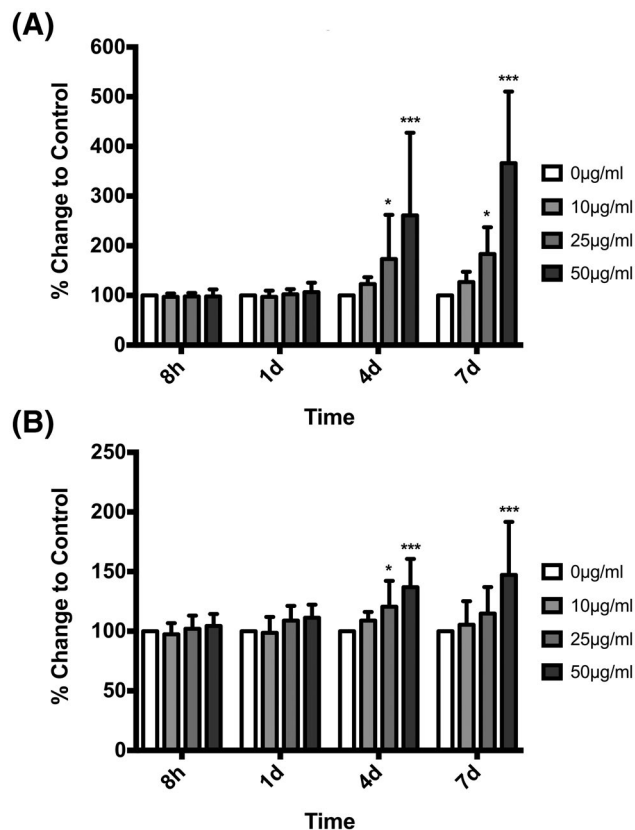 (A)
% Change to Control
600
500
400
300
200
100
0
***
*
***
*
8h
1d
4d
7d
Time
0µg/ml
10µg/ml
25µg/ml
50µg/ml
(B)
% Change to Control
250
200
150
100
50
0
***
*
***
8h
1d
4d
7d
Time
0µg/ml
10µg/ml
25µg/ml
50µg/ml